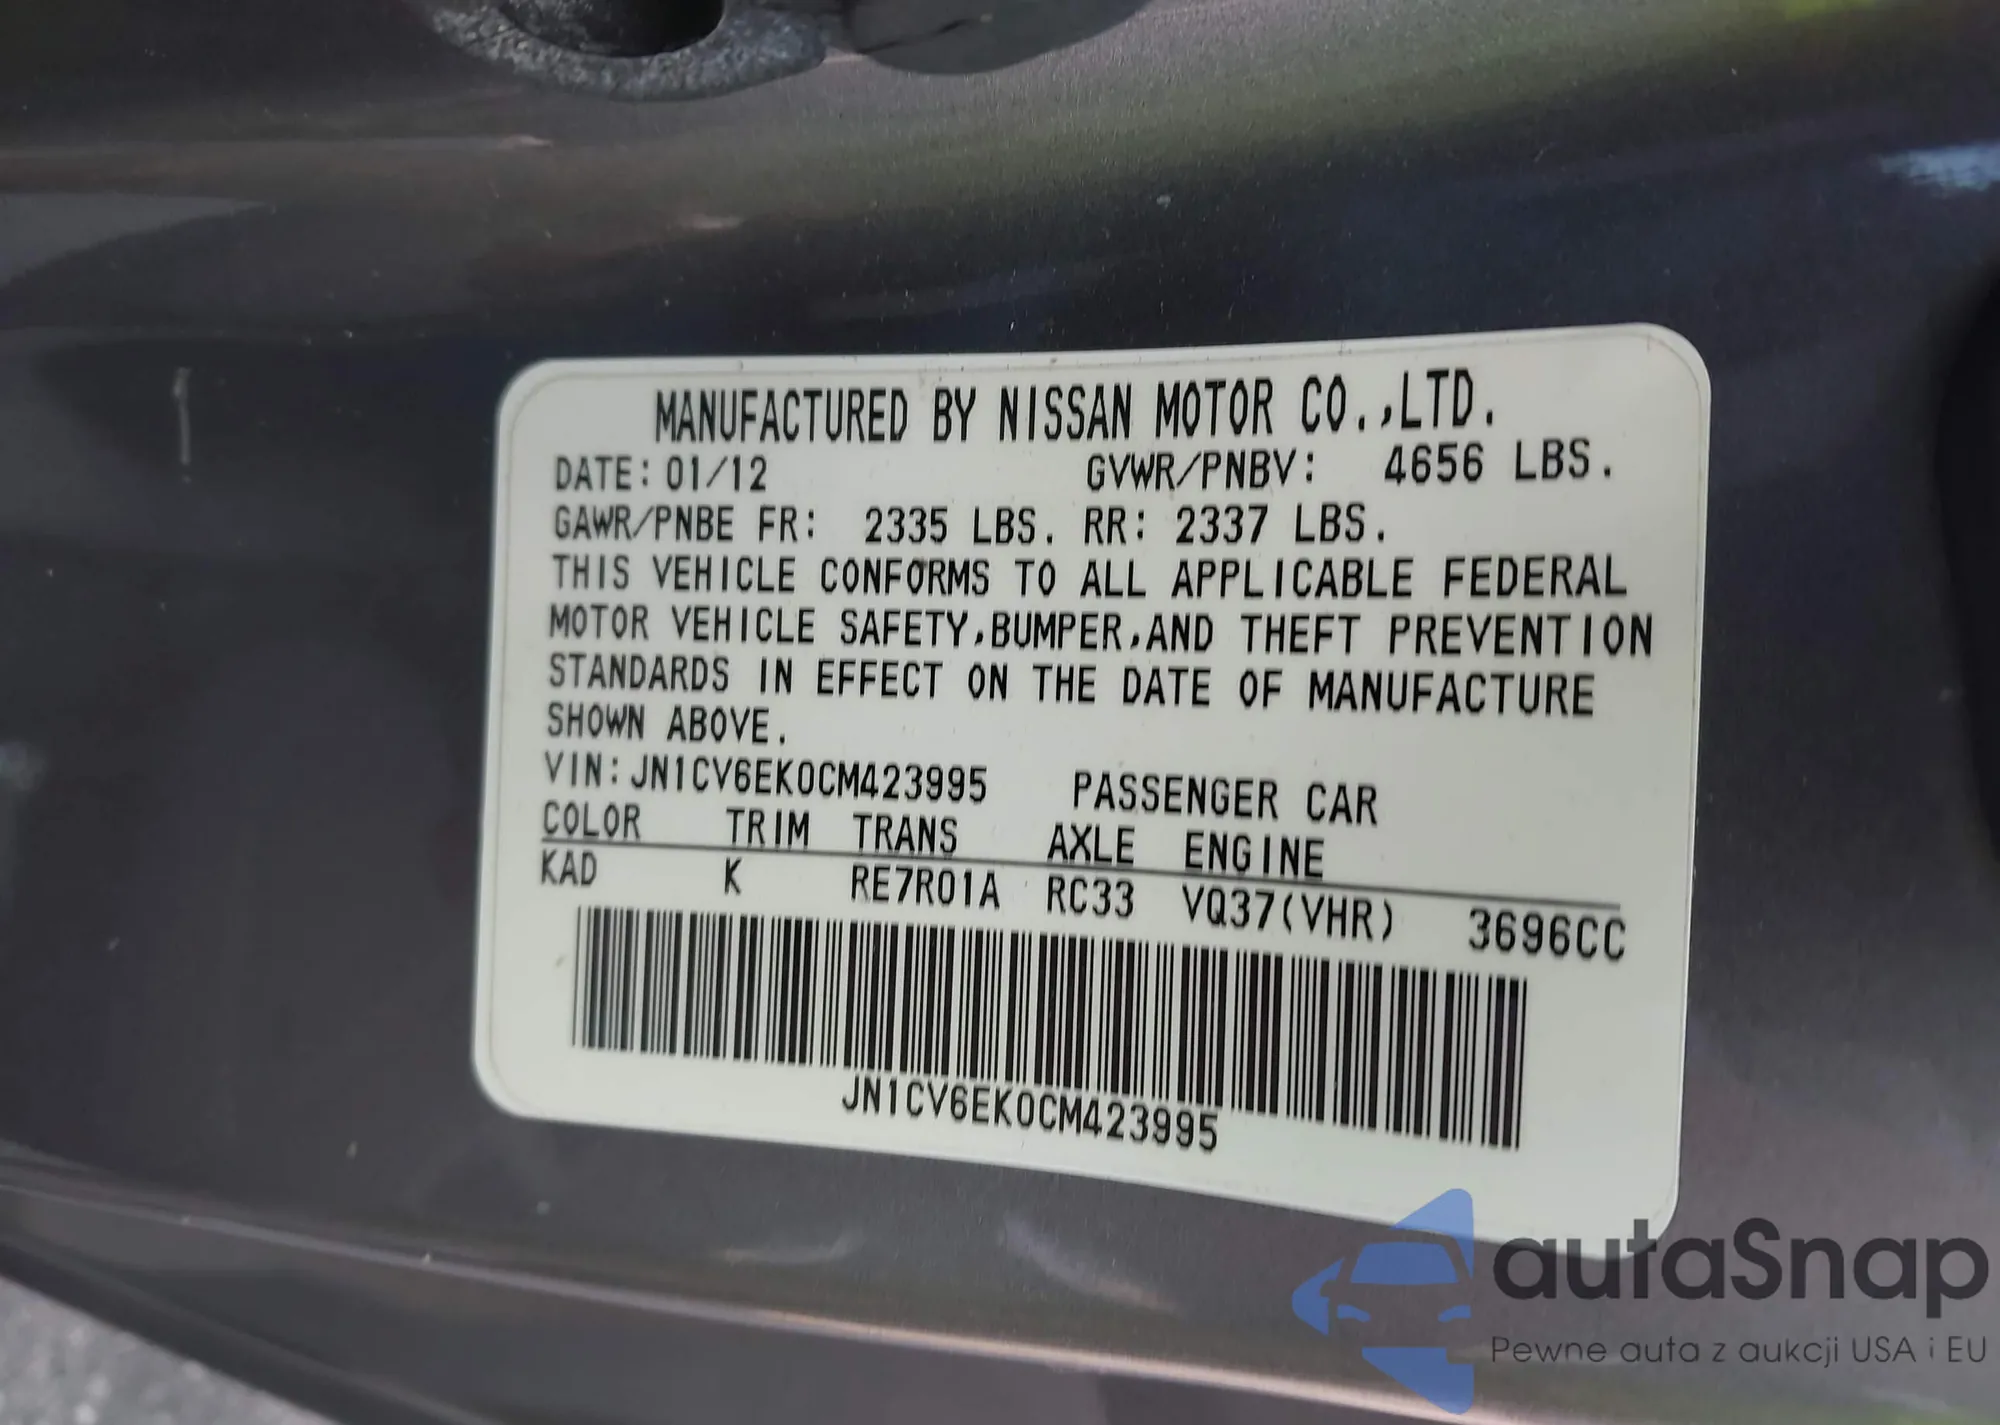 MANUFACTURED BY NISSAN MOTOR CO.,LTD.
DATE: 01/12 GVWR/PNBV: 4656 LBS.
GAWR/PNBE FR: 2335 LBS. RR: 2337 LBS.
THIS VEHICLE CONFORMS TO ALL APPLICABLE FEDERAL
MOTOR VEHICLE SAFETY,BUMPER,AND THEFT PREVENTION
STANDARDS IN EFFECT ON THE DATE OF MANUFACTURE
SHOWN ABOVE.
VIN:JN1CV6EK0CM423995 PASSENGER CAR
COLOR TRIM TRANS AXLE ENGINE
KAD K RE7R01A RC33 VQ37(VHR) 3696CC
JN1CV6EK0CM423995
autaSnap
Pewne auta z aukcji USA i EU